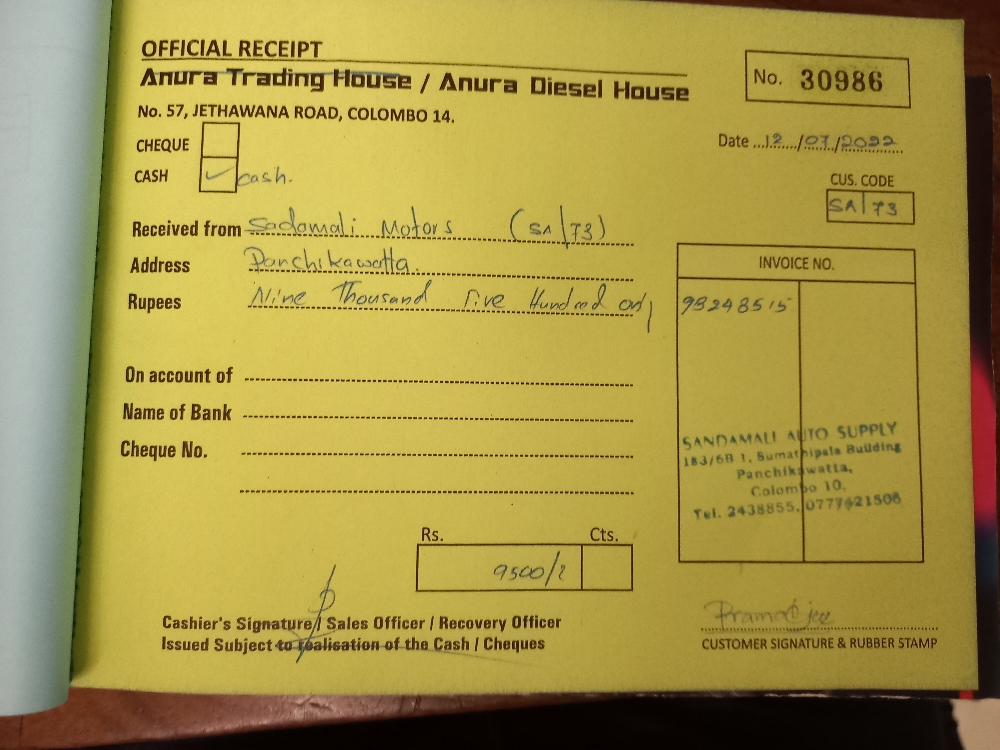 OFFICIAL RECEIPT
Anura Trading House / Anura Diesel House
No. 30986
No. 57, JETHAWANA ROAD, COLOMBO 14.
CHEQUE
Date 12/07/2022
CASH ✓ cash.
CUS. CODE
SA/73
Received from Sadamali Motors (SA/73)
Address Panchikawatta.
INVOICE NO.
Rupees Nine Thousand Five Hundred only
98248515
On account of
Name of Bank
Cheque No.
SANDAMALI AUTO SUPPLY
183/6B 1, Sumathipala Building
Panchikawatta,
Colombo 10.
Tel. 2438855, 0777621506
Rs. Cts.
9500/=
Cashier's Signature / Sales Officer / Recovery Officer
Issued Subject to realisation of the Cash / Cheques
CUSTOMER SIGNATURE & RUBBER STAMP